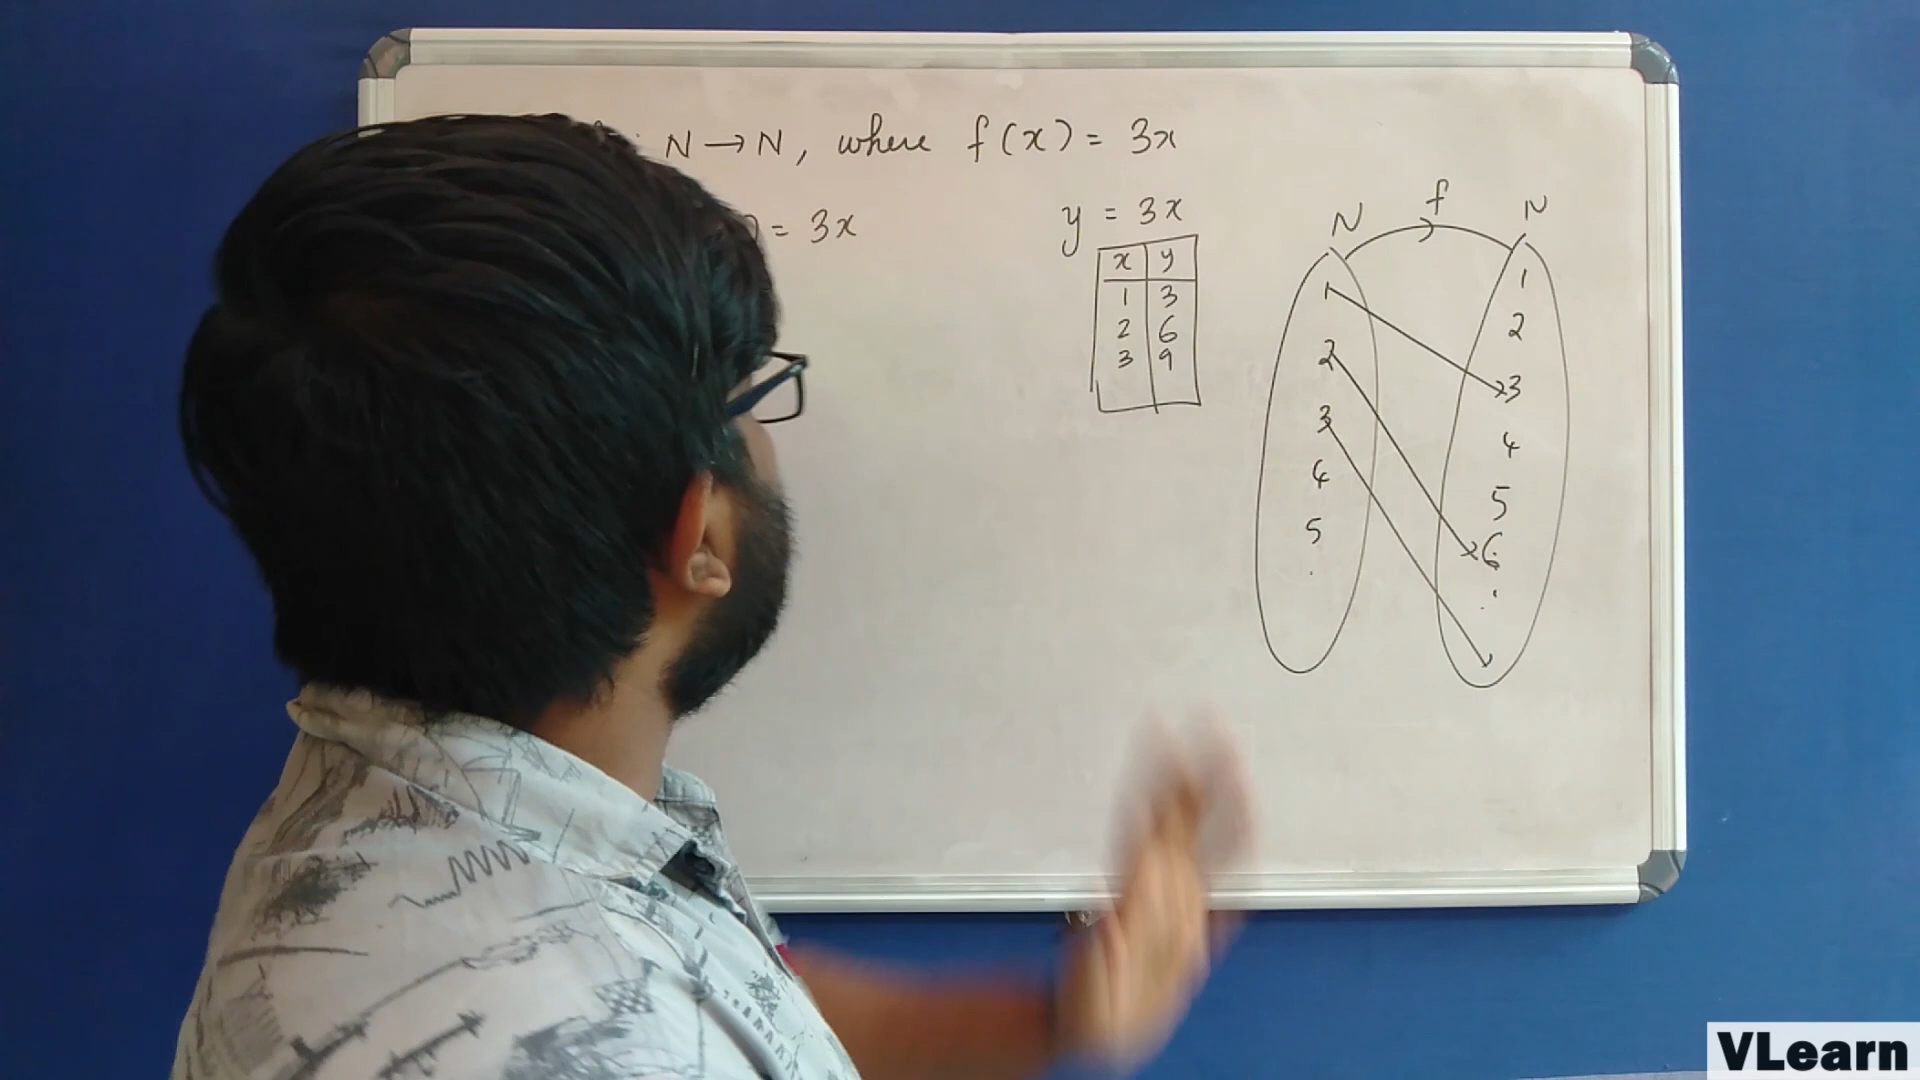 N → N, where f(x) = 3x
) = 3x
y = 3x
x y
1 3
2 6
3 9
f
N N
1 1
2 2
3 3
4 4
5 5
. 6
.
VLearn